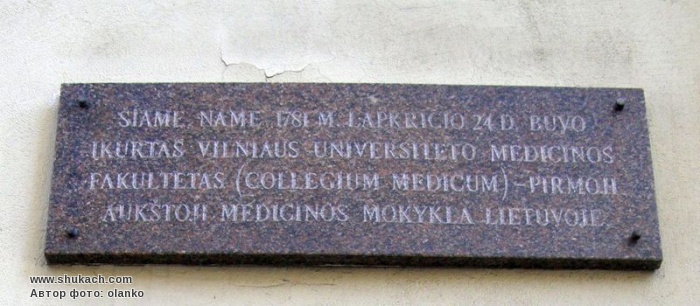 ŠIAME NAME 1781 M. LAPKRIČIO 24 D. BUVO
ĮKURTAS VILNIAUS UNIVERSITETO MEDICINOS
FAKULTETAS (COLLEGIUM MEDICUM) – PIRMOJI
AUKŠTOJI MEDICINOS MOKYKLA LIETUVOJE.
www.shukach.com
Автор фото: olanko